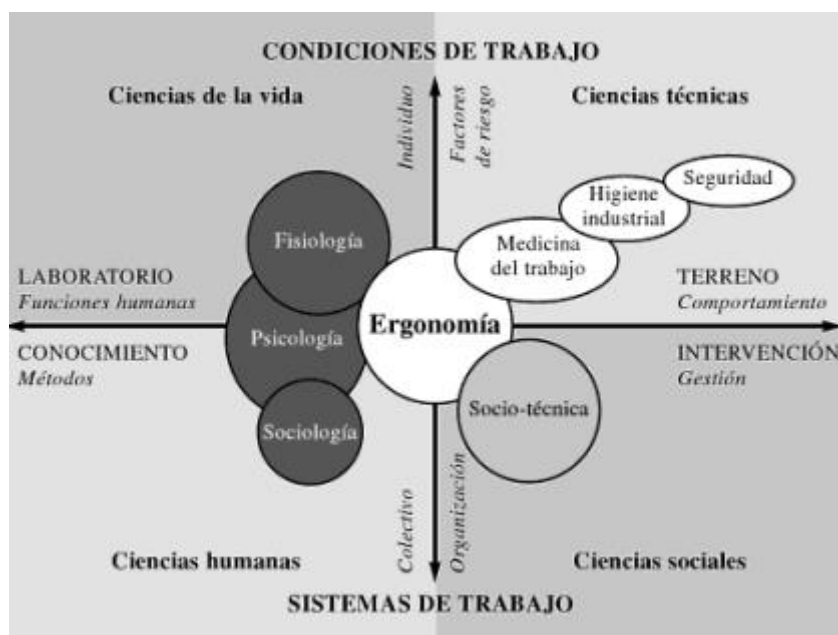 CONDICIONES DE TRABAJO
Ciencias de la vida
Ciencias técnicas
Individuo
Factores
de riesgo
Seguridad
Higiene
industrial
Fisiología
Medicina
del trabajo
LABORATORIO
Funciones humanas
TERRENO
Comportamiento
Ergonomía
Psicología
CONOCIMIENTO
Métodos
INTERVENCIÓN
Gestión
Socio-técnica
Sociología
Colectivo
Organización
Ciencias humanas
Ciencias sociales
SISTEMAS DE TRABAJO